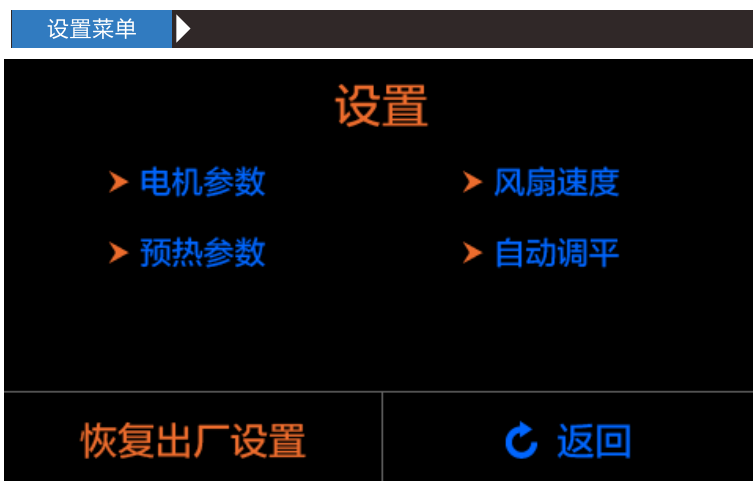 设置菜单
设置
电机参数
风扇速度
预热参数
自动调平
恢复出厂设置
返回